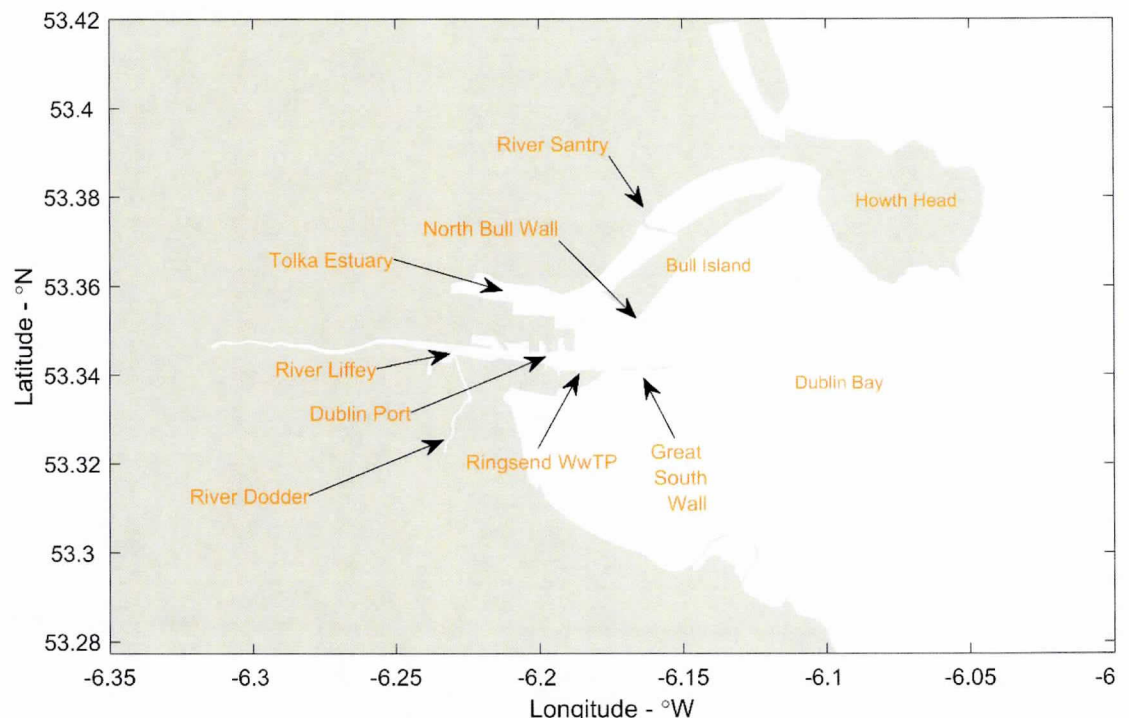 53.42
53.4
53.38
53.36
53.34
53.32
53.3
53.28
Latitude - °N
River Santry
Howth Head
North Bull Wall
Tolka Estuary
Bull Island
River Liffey
Dublin Bay
Dublin Port
Ringsend WwTP
Great
South
Wall
River Dodder
-6.35
-6.3
-6.25
-6.2
-6.15
-6.1
-6.05
-6
Longitude - °W